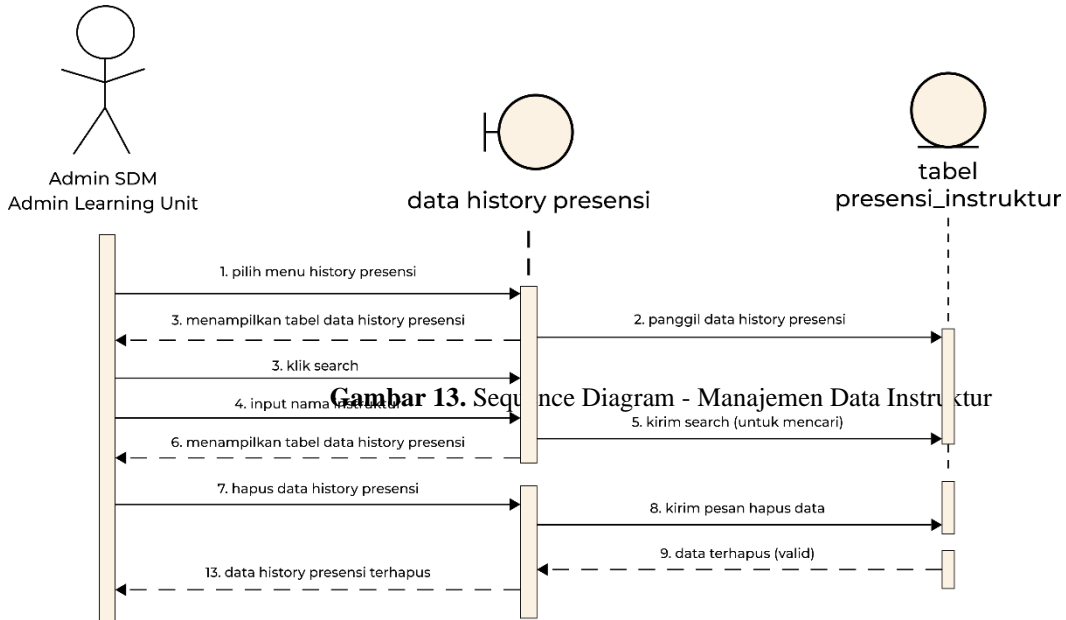 Admin SDM
Admin Learning Unit
data history presensi
tabel
presensi_instruktur
1. pilih menu history presensi
3. menampilkan tabel data history presensi
2. panggil data history presensi
3. klik search
Gambar 13. Sequence Diagram - Manajemen Data Instruktur
4. input nama instruktur
5. kirim search (untuk mencari)
6. menampilkan tabel data history presensi
7. hapus data history presensi
8. kirim pesan hapus data
9. data terhapus (valid)
13. data history presensi terhapus